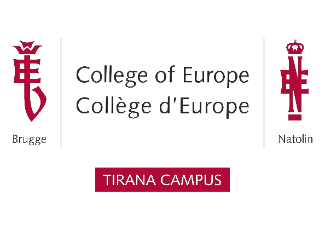 College of Europe
Collège d'Europe
Brugge
Natolin
TIRANA CAMPUS